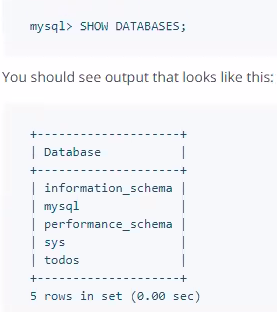 mysql> SHOW DATABASES;
You should see output that looks like this:
+--------------------+
| Database           |
+--------------------+
| information_schema |
| mysql              |
| performance_schema |
| sys                |
| todos              |
+--------------------+
5 rows in set (0.00 sec)